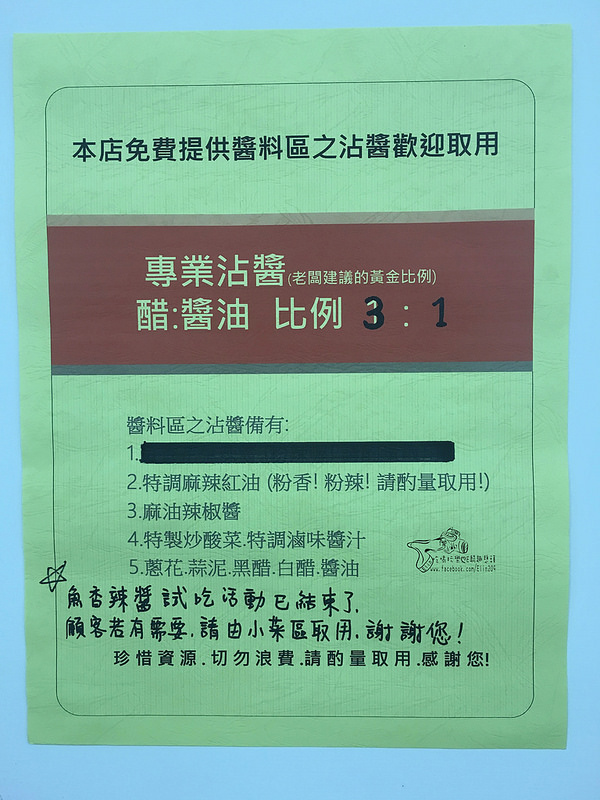 本店免費提供醬料區之沾醬歡迎取用
專業沾醬(老闆建議的黃金比例)
醋:醬油 比例 3 : 1
醬料區之沾醬備有:
1.
2.特調麻辣紅油 (粉香! 粉辣! 請酌量取用!)
3.麻油辣椒醬
4.特製炒酸菜.特調滷味醬汁
5.蔥花.蒜泥.黑醋.白醋.醬油
魚香辣醬試吃活動已結束了.
顧客若有需要.請由小菜區取用.謝謝您!
珍惜資源.切勿浪費.請酌量取用.感謝您!